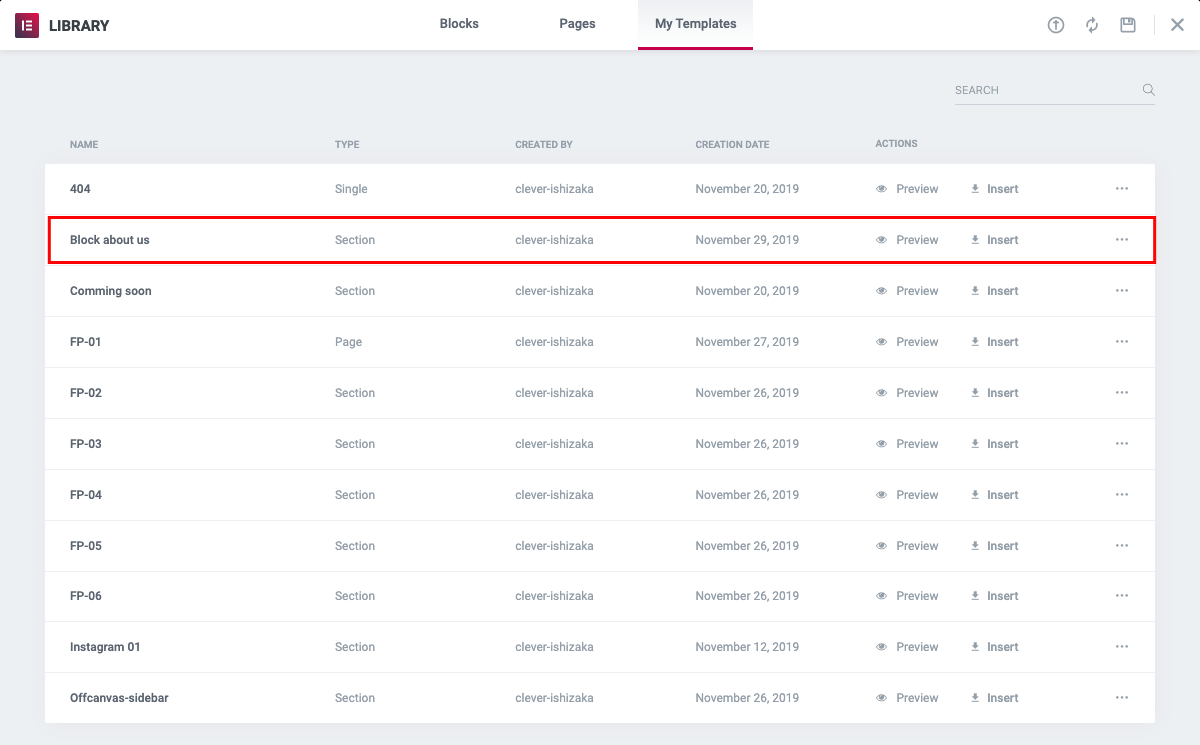 LIBRARY Blocks Pages My Templates
SEARCH
NAME TYPE CREATED BY CREATION DATE ACTIONS
404 Single clever-ishizaka November 20, 2019 Preview Insert
Block about us Section clever-ishizaka November 29, 2019 Preview Insert
Comming soon Section clever-ishizaka November 20, 2019 Preview Insert
FP-01 Page clever-ishizaka November 27, 2019 Preview Insert
FP-02 Section clever-ishizaka November 26, 2019 Preview Insert
FP-03 Section clever-ishizaka November 26, 2019 Preview Insert
FP-04 Section clever-ishizaka November 26, 2019 Preview Insert
FP-05 Section clever-ishizaka November 26, 2019 Preview Insert
FP-06 Section clever-ishizaka November 26, 2019 Preview Insert
Instagram 01 Section clever-ishizaka November 12, 2019 Preview Insert
Offcanvas-sidebar Section clever-ishizaka November 26, 2019 Preview Insert